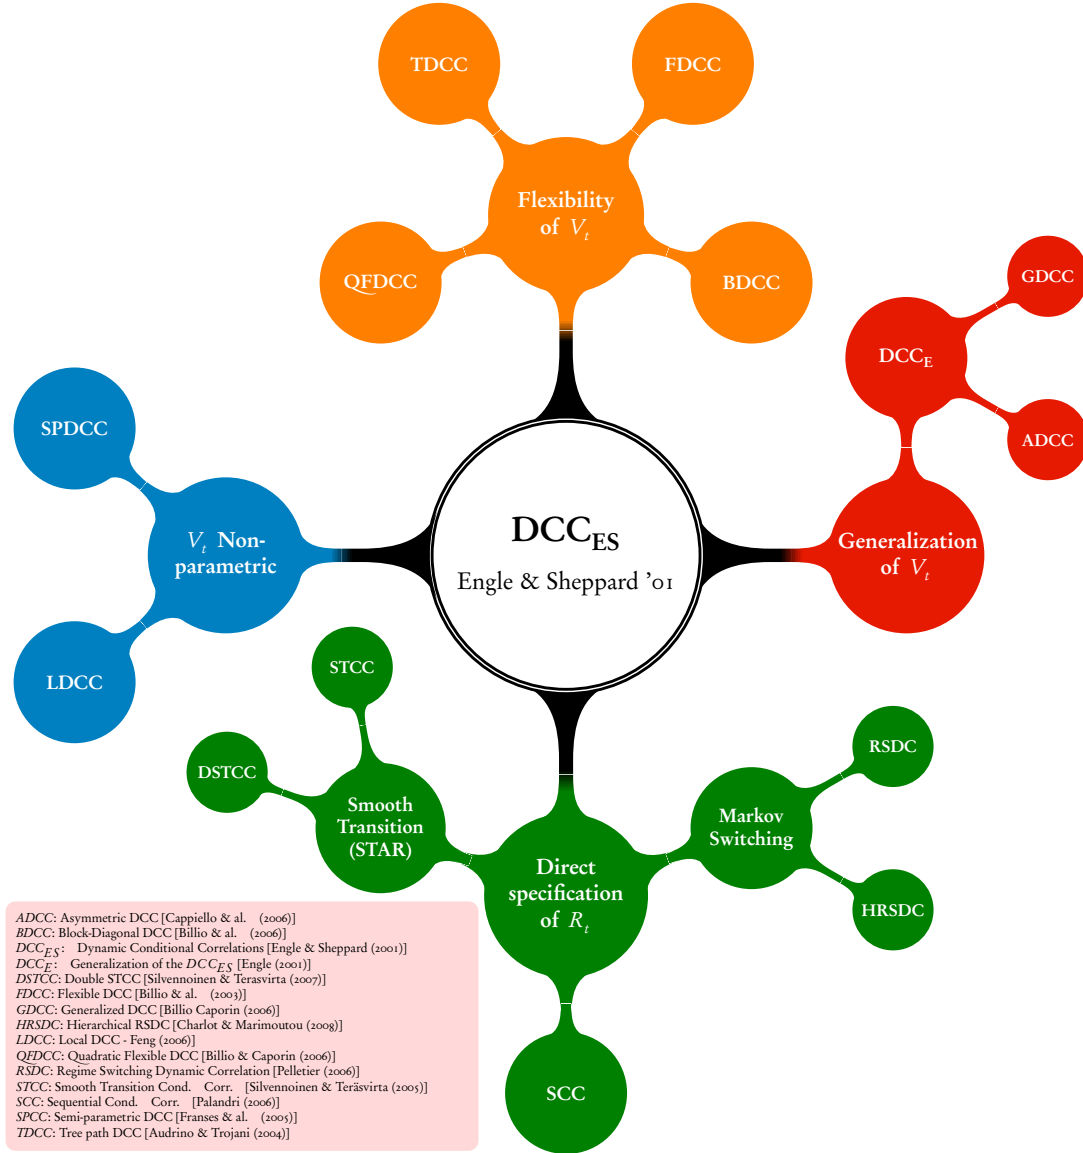 TDCC
FDCC
Flexibility
of V_t
QFDCC
BDCC
GDCC
DCC_E
ADCC
SPDCC
V_t Non-
parametric
LDCC
DCC_ES
Engle & Sheppard '01
Generalization
of V_t
STCC
DSTCC
Smooth
Transition
(STAR)
RSDC
Markov
Switching
HRSDC
Direct
specification
of R_t
SCC
ADCC: Asymmetric DCC [Cappiello & al. (2006)]
BDCC: Block-Diagonal DCC [Billio & al. (2006)]
DCC_ES: Dynamic Conditional Correlations [Engle & Sheppard (2001)]
DCC_E: Generalization of the DCC_ES [Engle (2001)]
DSTCC: Double STCC [Silvennoinen & Terasvirta (2007)]
FDCC: Flexible DCC [Billio & al. (2003)]
GDCC: Generalized DCC [Billio Caporin (2006)]
HRSDC: Hierarchical RSDC [Charlot & Marimoutou (2008)]
LDCC: Local DCC - Feng (2006)]
QFDCC: Quadratic Flexible DCC [Billio & Caporin (2006)]
RSDC: Regime Switching Dynamic Correlation [Pelletier (2006)]
STCC: Smooth Transition Cond. Corr. [Silvennoinen & Teräsvirta (2005)]
SCC: Sequential Cond. Corr. [Palandri (2006)]
SPCC: Semi-parametric DCC [Franses & al. (2005)]
TDCC: Tree path DCC [Audrino & Trojani (2004)]